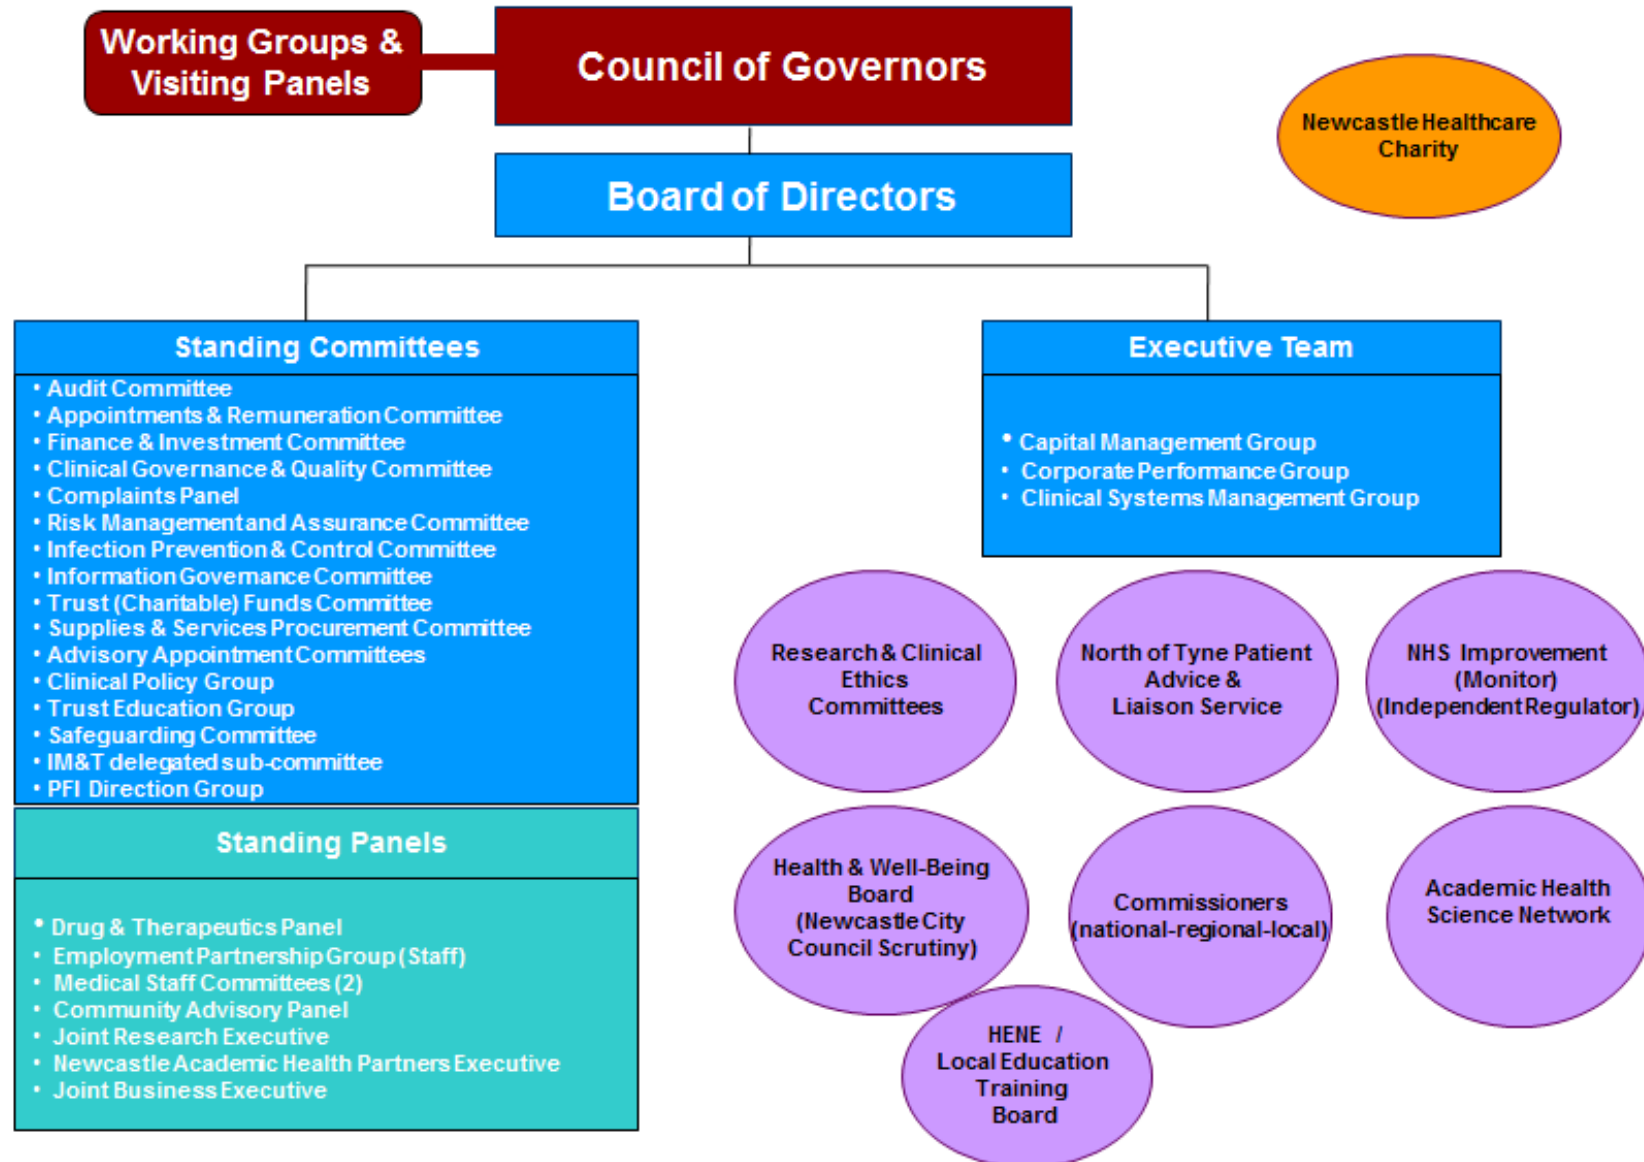 Working Groups &
Visiting Panels
Council of Governors
Newcastle Healthcare
Charity
Board of Directors
Standing Committees
• Audit Committee
• Appointments & Remuneration Committee
• Finance & Investment Committee
• Clinical Governance & Quality Committee
• Complaints Panel
• Risk Management and Assurance Committee
• Infection Prevention & Control Committee
• Information Governance Committee
• Trust (Charitable) Funds Committee
• Supplies & Services Procurement Committee
• Advisory Appointment Committees
• Clinical Policy Group
• Trust Education Group
• Safeguarding Committee
• IM&T delegated sub-committee
• PFI Direction Group
Standing Panels
• Drug & Therapeutics Panel
• Employment Partnership Group (Staff)
• Medical Staff Committees (2)
• Community Advisory Panel
• Joint Research Executive
• Newcastle Academic Health Partners Executive
• Joint Business Executive
Executive Team
• Capital Management Group
• Corporate Performance Group
• Clinical Systems Management Group
Research & Clinical
Ethics
Committees
North of Tyne Patient
Advice &
Liaison Service
NHS Improvement
(Monitor)
(Independent Regulator)
Health & Well-Being
Board
(Newcastle City
Council Scrutiny)
Commissioners
(national-regional-local)
Academic Health
Science Network
HENE /
Local Education
Training
Board